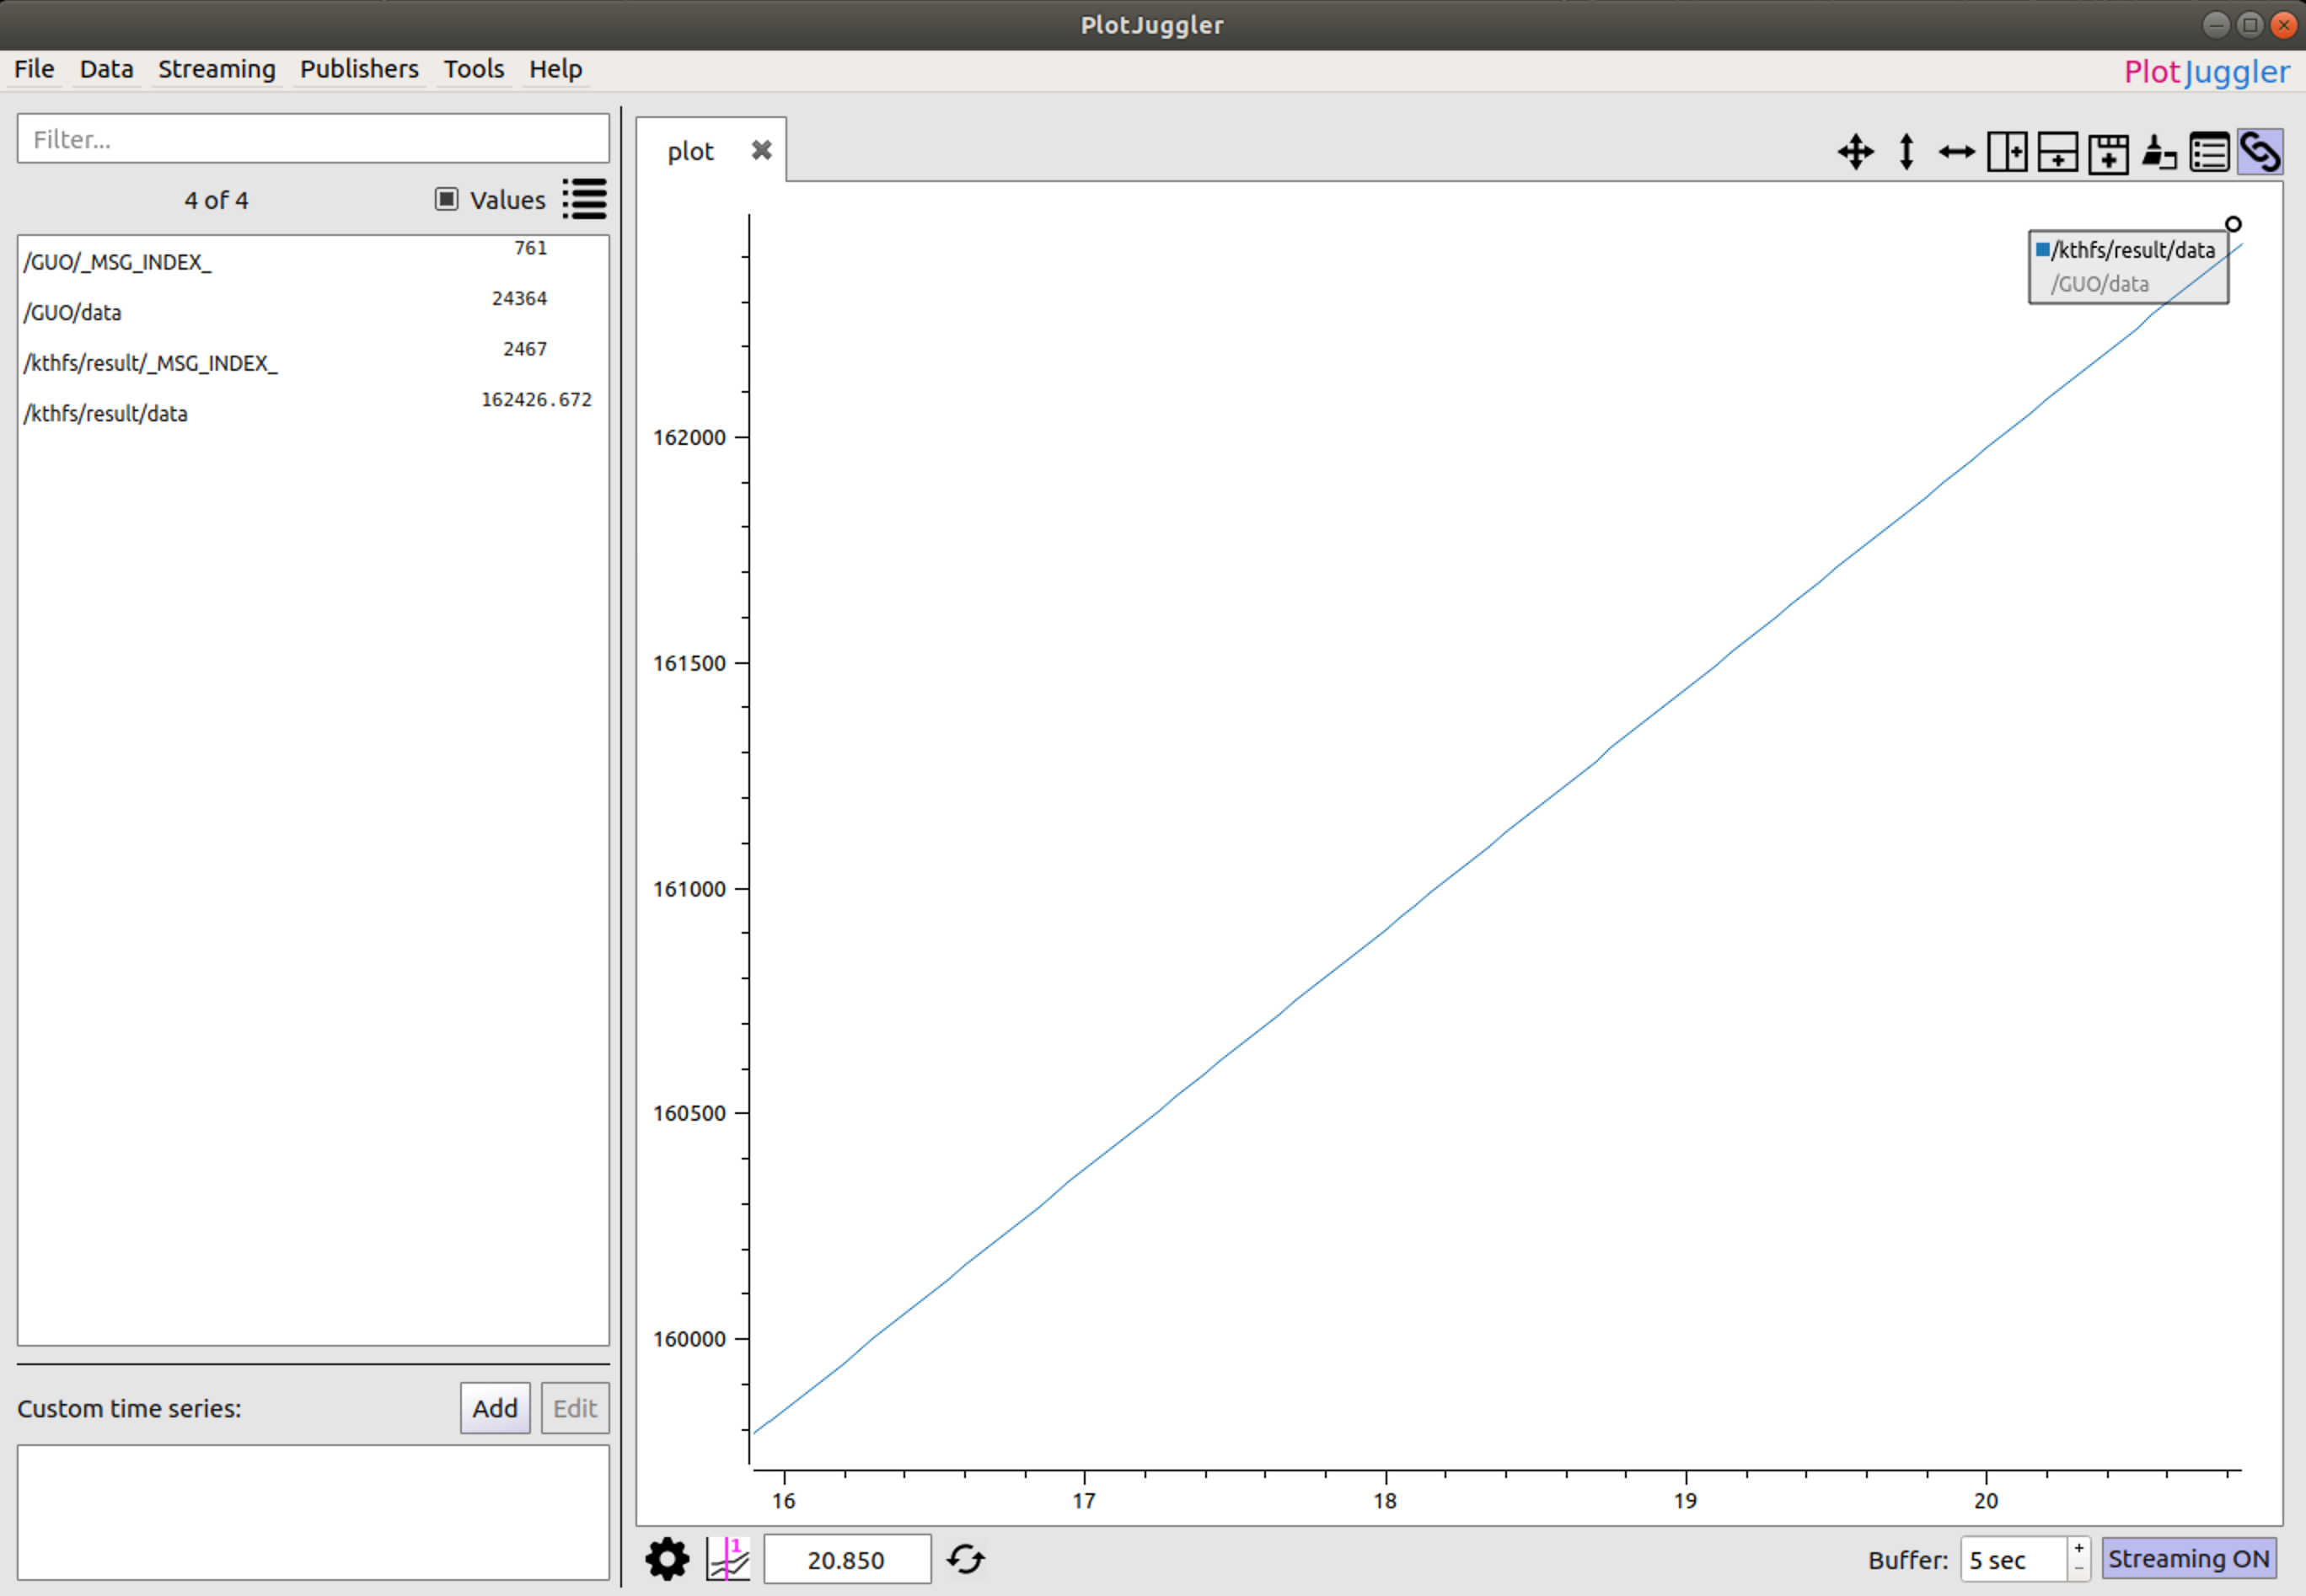 PlotJuggler
File Data Streaming Publishers Tools Help
PlotJuggler
Filter...
4 of 4
Values
/GUO/_MSG_INDEX_ 761
/GUO/data 24364
/kthfs/result/_MSG_INDEX_ 2467
/kthfs/result/data 162426.672
Custom time series: Add Edit
plot
/kthfs/result/data
/GUO/data
162000
161500
161000
160500
160000
16 17 18 19 20
1
20.850
Buffer: 5 sec + - Streaming ON